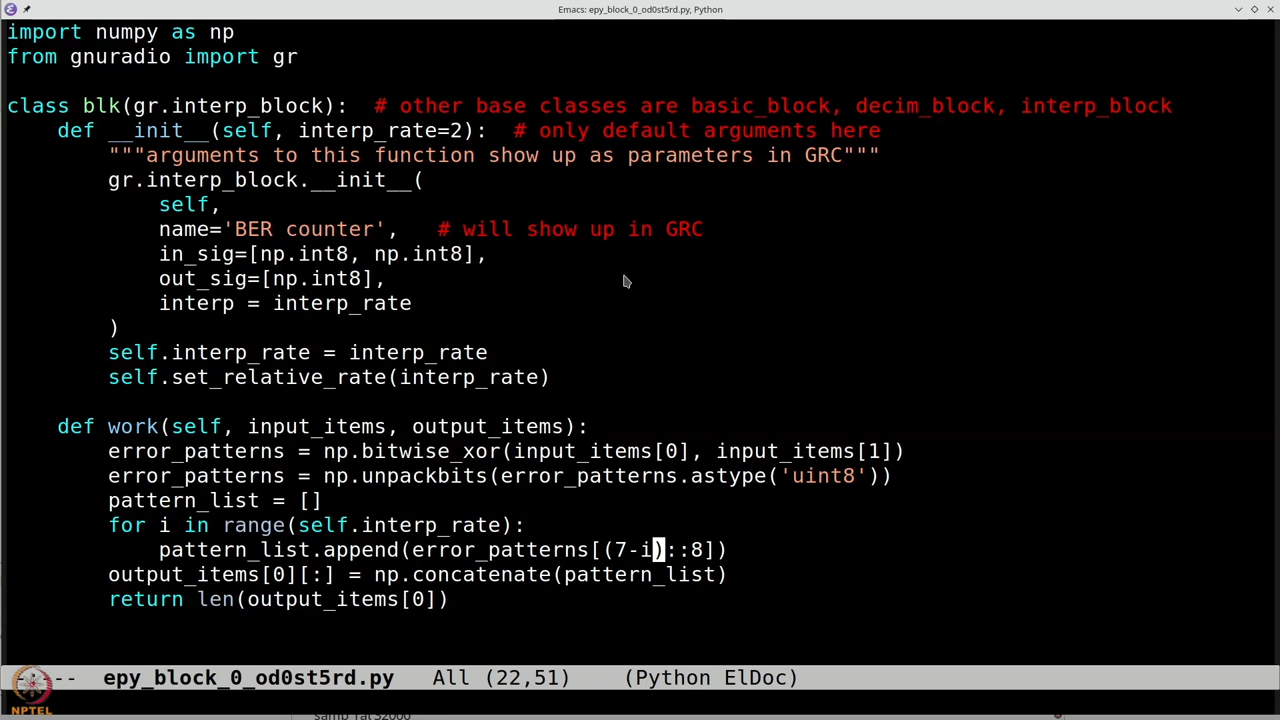 Emacs: epy_block_0_od0st5rd.py, Python
import numpy as np
from gnuradio import gr
class blk(gr.interp_block):  # other base classes are basic_block, decim_block, interp_block
    def __init__(self, interp_rate=2):  # only default arguments here
        """arguments to this function show up as parameters in GRC"""
        gr.interp_block.__init__(
            self,
            name='BER counter',   # will show up in GRC
            in_sig=[np.int8, np.int8],
            out_sig=[np.int8],
            interp = interp_rate
        )
        self.interp_rate = interp_rate
        self.set_relative_rate(interp_rate)
    def work(self, input_items, output_items):
        error_patterns = np.bitwise_xor(input_items[0], input_items[1])
        error_patterns = np.unpackbits(error_patterns.astype('uint8'))
        pattern_list = []
        for i in range(self.interp_rate):
            pattern_list.append(error_patterns[(7-i)::8])
        output_items[0][:] = np.concatenate(pattern_list)
        return len(output_items[0])
epy_block_0_od0st5rd.py   All (22,51)    (Python ElDoc)
NPTEL